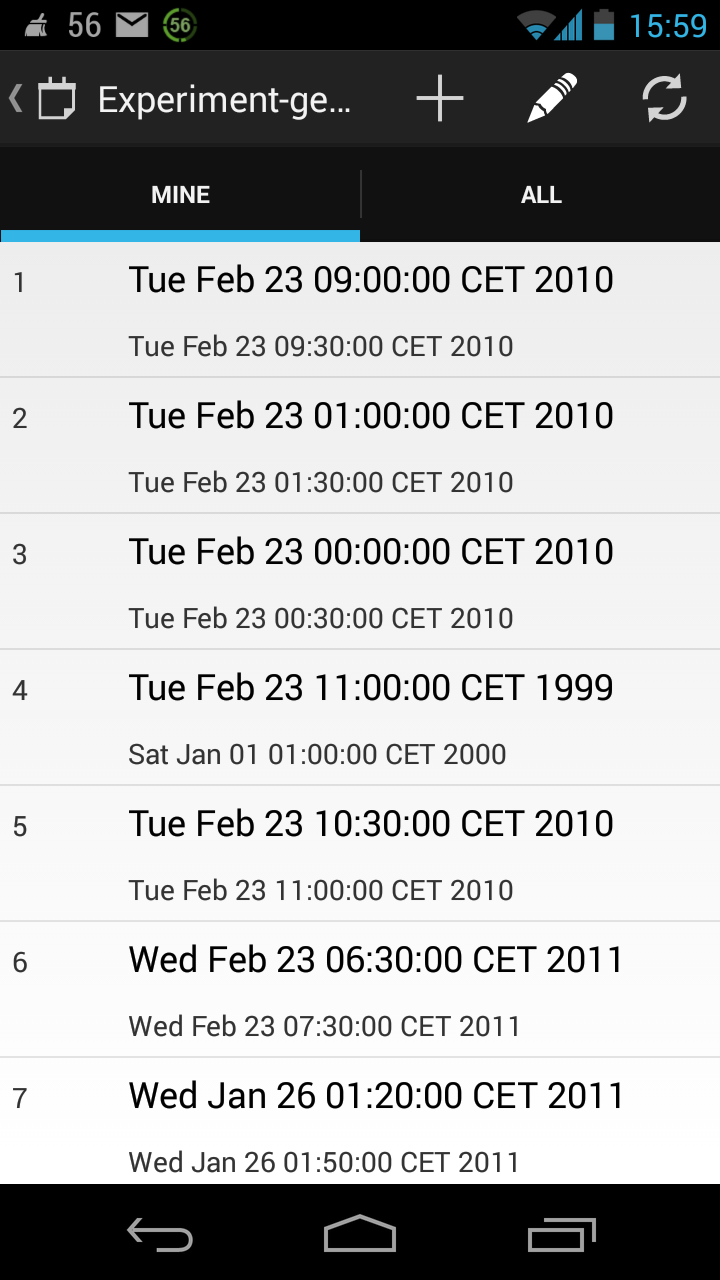 56 56 15:59
Experiment-ge...
MINE ALL
1 Tue Feb 23 09:00:00 CET 2010
Tue Feb 23 09:30:00 CET 2010
2 Tue Feb 23 01:00:00 CET 2010
Tue Feb 23 01:30:00 CET 2010
3 Tue Feb 23 00:00:00 CET 2010
Tue Feb 23 00:30:00 CET 2010
4 Tue Feb 23 11:00:00 CET 1999
Sat Jan 01 01:00:00 CET 2000
5 Tue Feb 23 10:30:00 CET 2010
Tue Feb 23 11:00:00 CET 2010
6 Wed Feb 23 06:30:00 CET 2011
Wed Feb 23 07:30:00 CET 2011
7 Wed Jan 26 01:20:00 CET 2011
Wed Jan 26 01:50:00 CET 2011